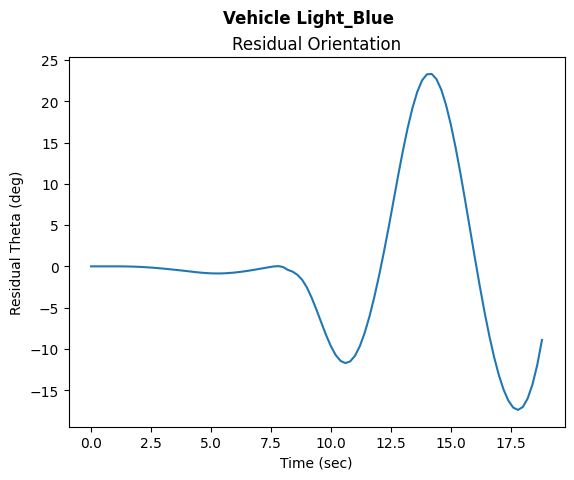 Vehicle Light_Blue
Residual Orientation
25
20
15
10
5
0
−5
−10
−15
Residual Theta (deg)
0.0 2.5 5.0 7.5 10.0 12.5 15.0 17.5
Time (sec)